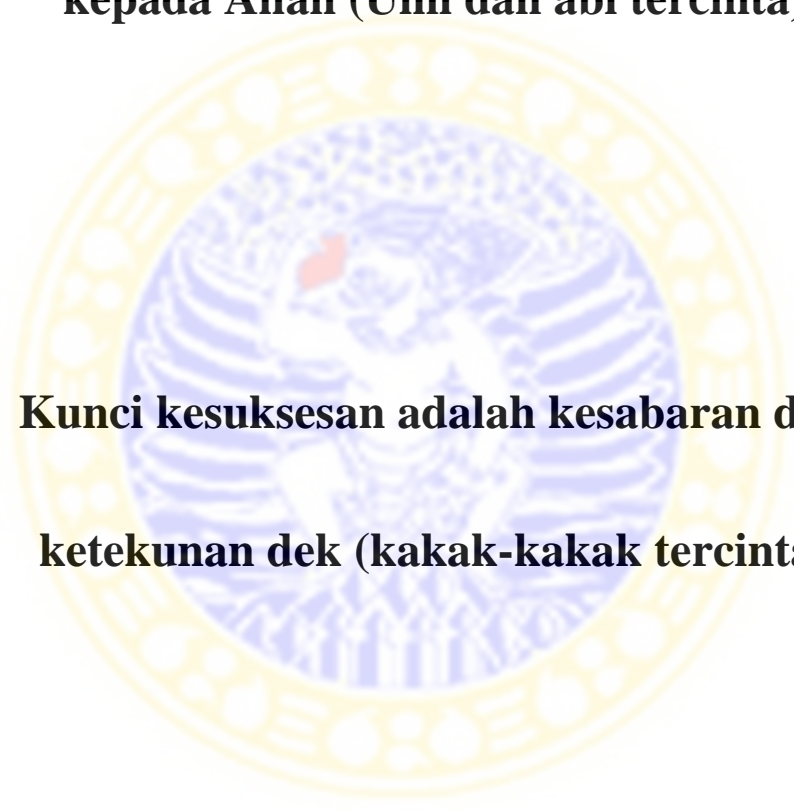 kepada Allah (Umi dan abi tercinta)
Kunci kesuksesan adalah kesabaran d
ketekunan dek (kakak-kakak tercinta